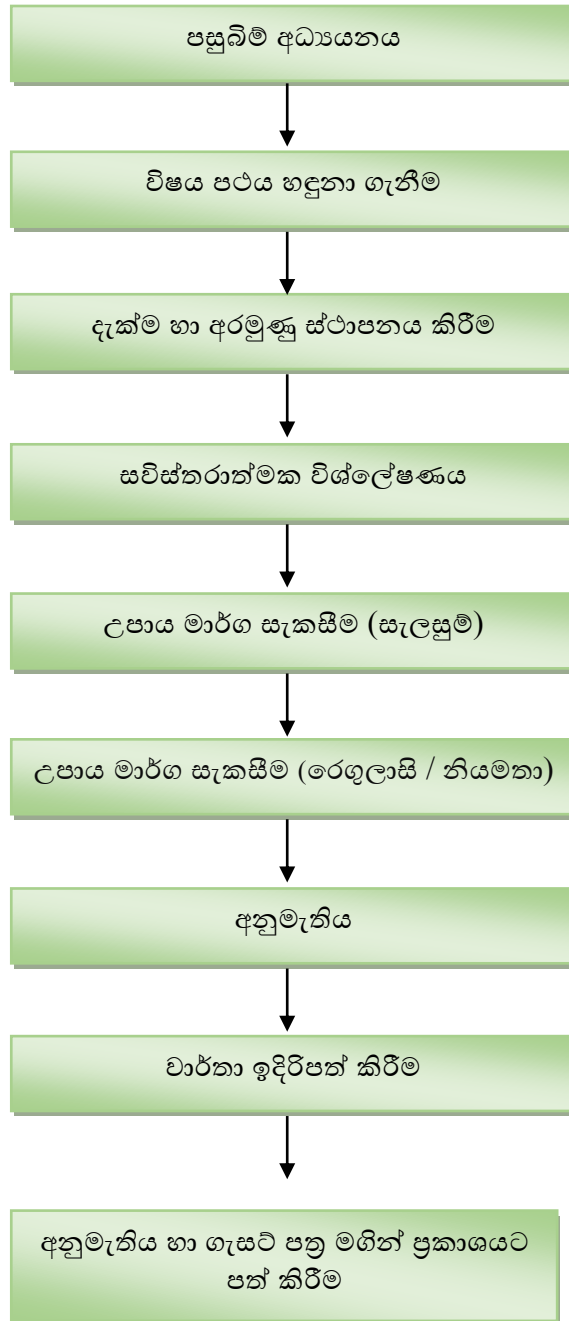 පසුබිම් අධ්‍යයනය
විෂය පථය හඳුනා ගැනීම
දැක්ම හා අරමුණු ස්ථාපනය කිරීම
සවිස්තරාත්මක විශ්ලේෂණය
උපාය මාර්ග සැකසීම (සැලසුම්)
උපාය මාර්ග සැකසීම (රෙගුලාසි / නියමතා)
අනුමැතිය
වාර්තා ඉදිරිපත් කිරීම
අනුමැතිය හා ගැසට් පත්‍ර මගින් ප්‍රකාශයට
පත් කිරීම